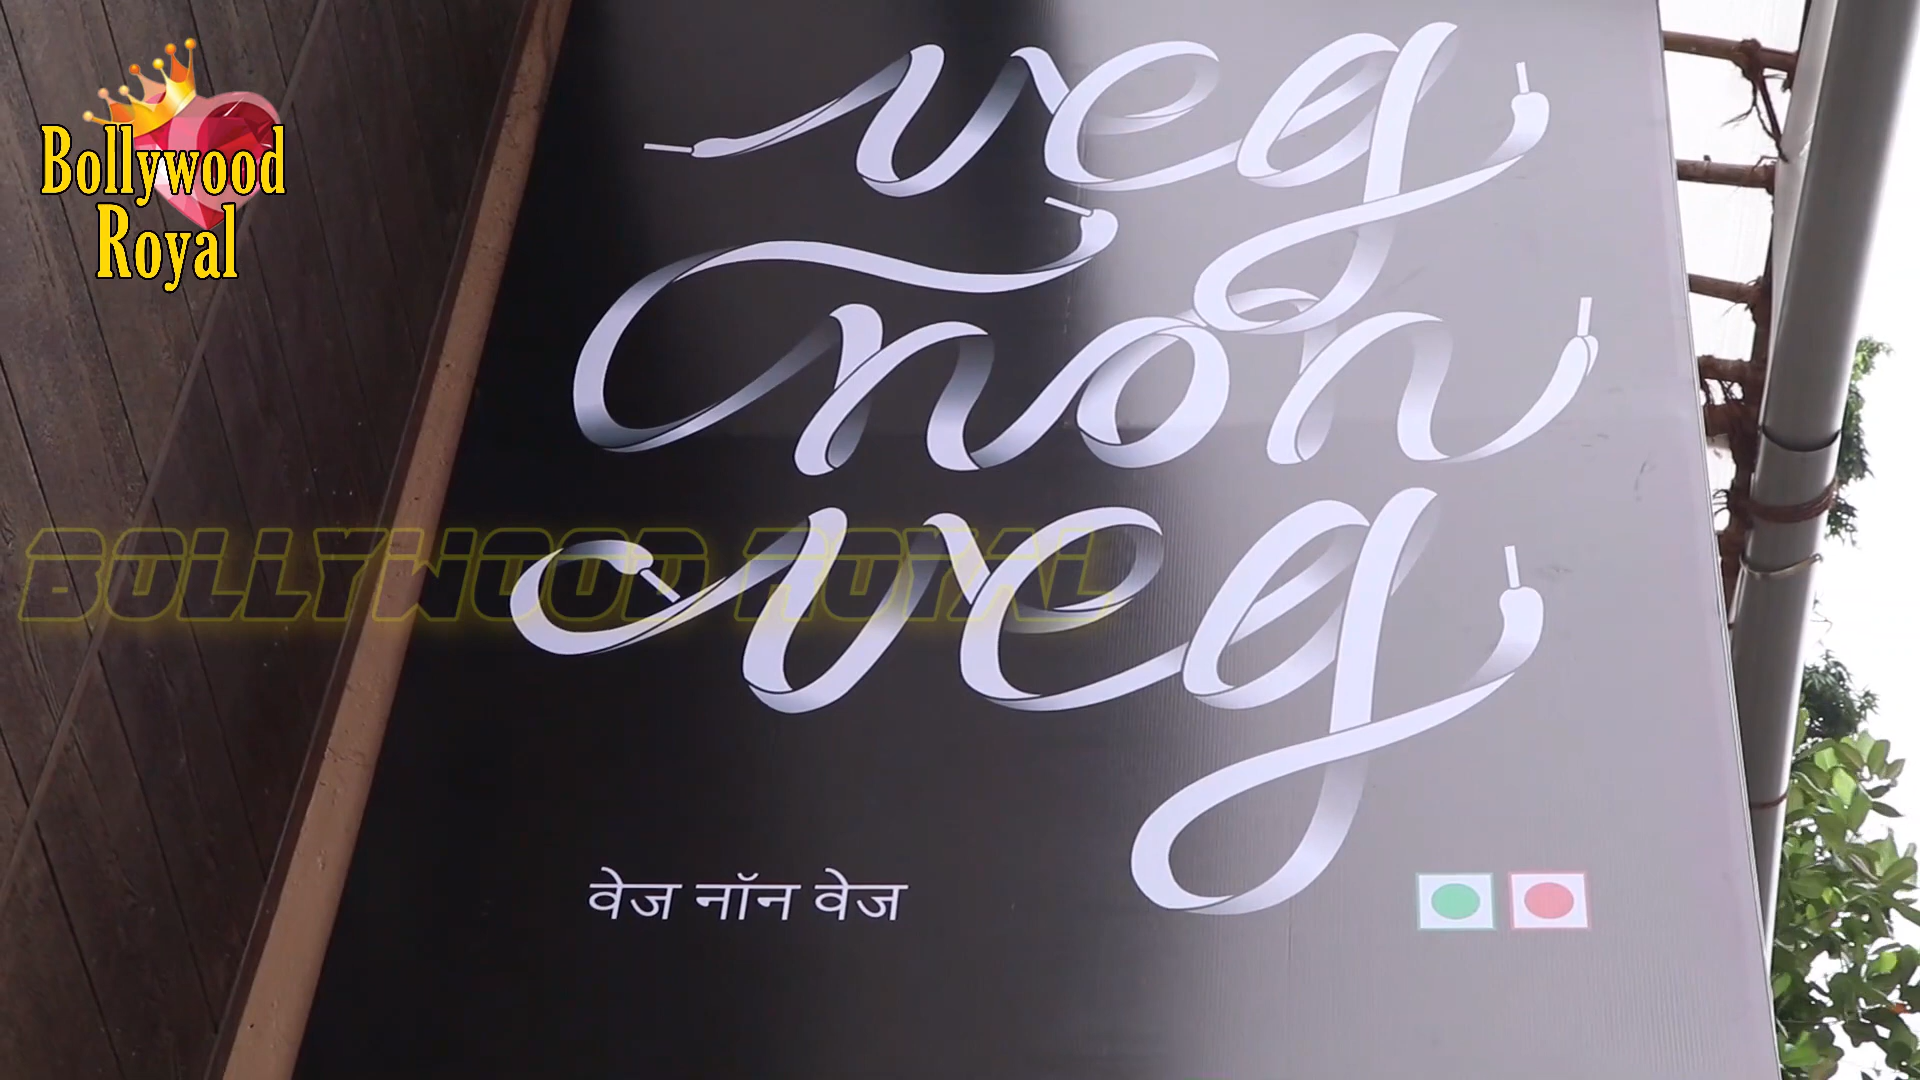 Bollywood
Royal
veg
non
veg
BOLLYWOOD ROYAL
वेज नॉन वेज